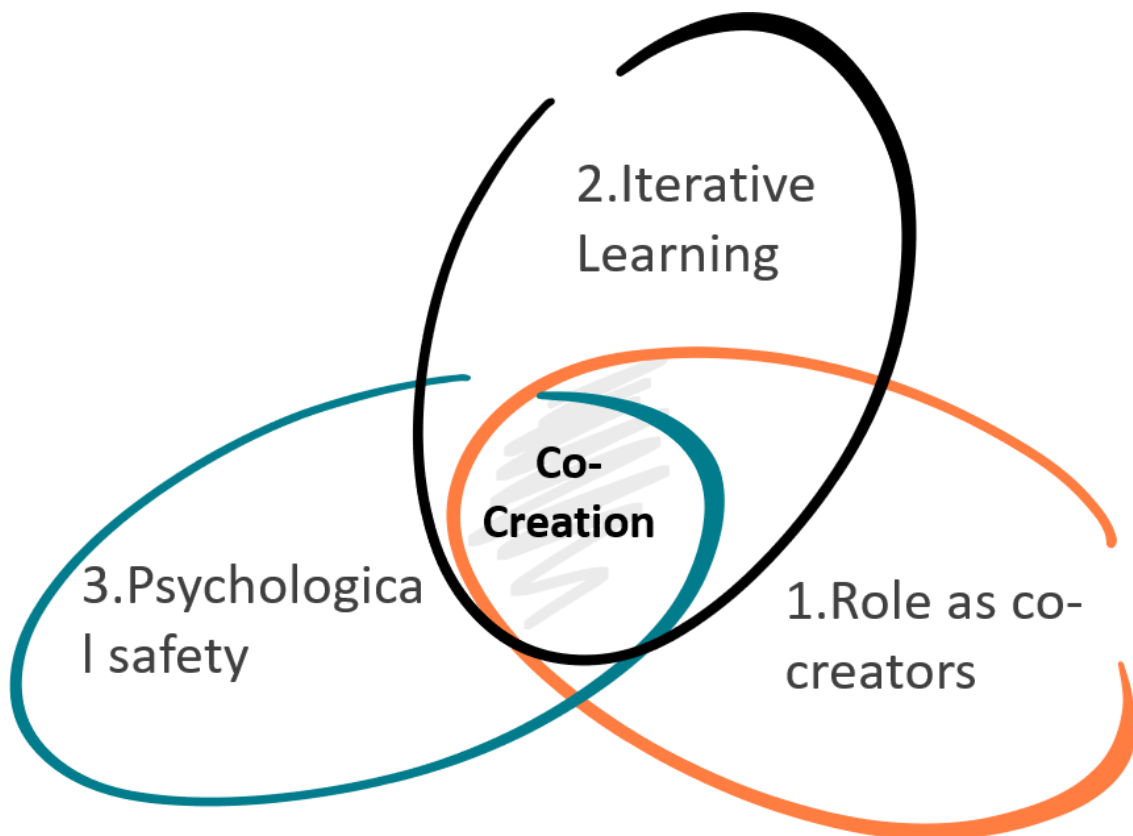 2.Iterative
Learning
Co-
Creation
3.Psychologica
l safety
1.Role as co-
creators